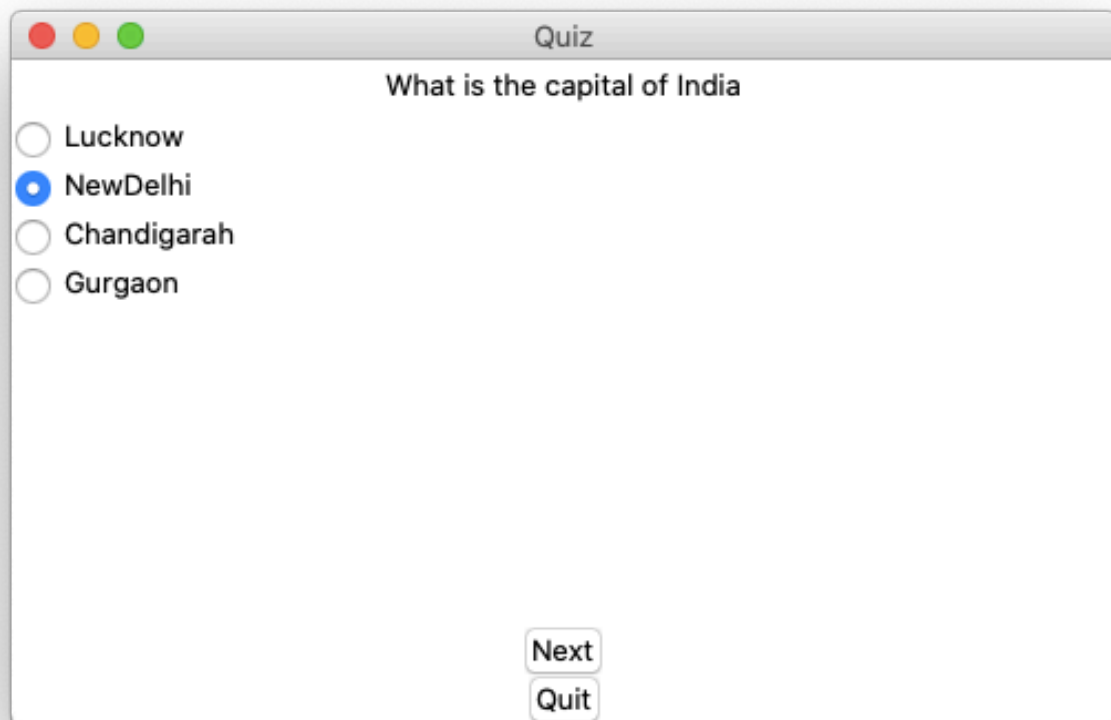 Quiz
What is the capital of India
Lucknow
NewDelhi
Chandigarah
Gurgaon
Next
Quit